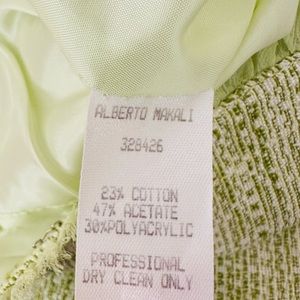 ALBERTO MAKALI
328426
23% COTTON
47% ACETATE
30%POLYACRYLIC
PROFESSIONAL
DRY CLEAN ONLY